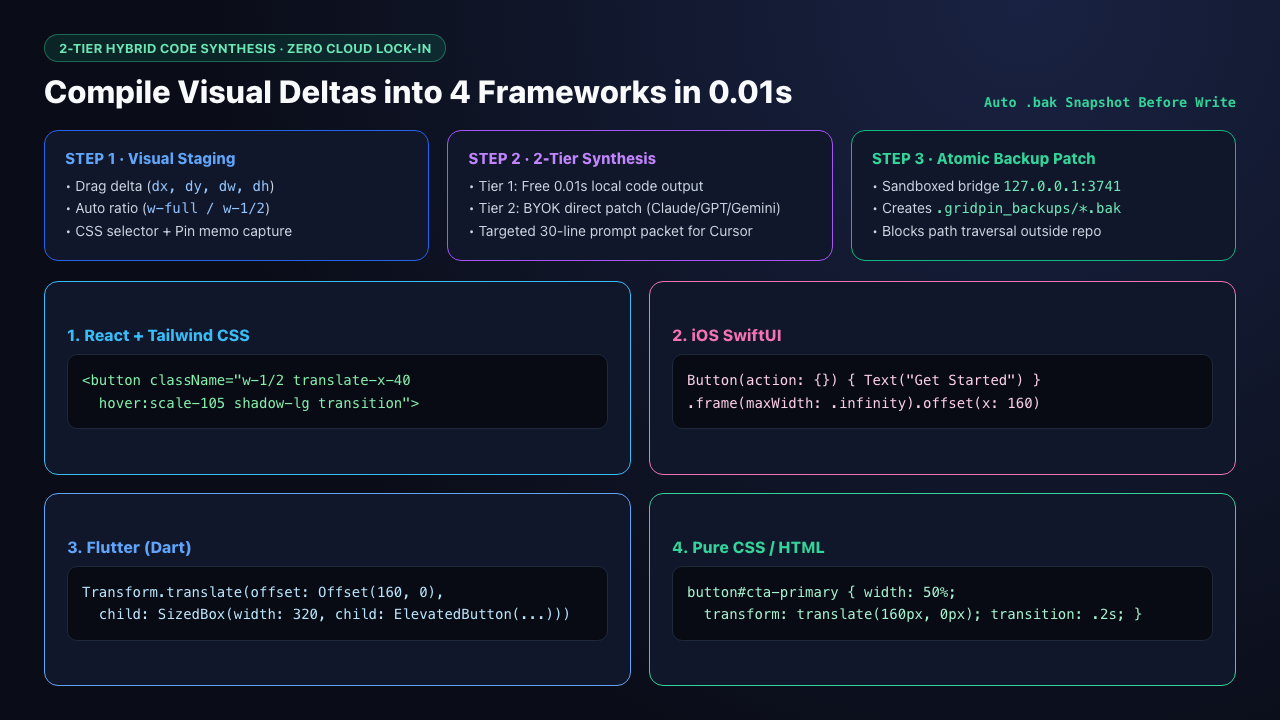 2-TIER HYBRID CODE SYNTHESIS · ZERO CLOUD LOCK-IN
Compile Visual Deltas into 4 Frameworks in 0.01s
Auto .bak Snapshot Before Write
STEP 1 · Visual Staging
• Drag delta (dx, dy, dw, dh)
• Auto ratio (w-full / w-1/2)
• CSS selector + Pin memo capture
STEP 2 · 2-Tier Synthesis
• Tier 1: Free 0.01s local code output
• Tier 2: BYOK direct patch (Claude/GPT/Gemini)
• Targeted 30-line prompt packet for Cursor
STEP 3 · Atomic Backup Patch
• Sandboxed bridge 127.0.0.1:3741
• Creates .gridpin_backups/*.bak
• Blocks path traversal outside repo
1. React + Tailwind CSS
<button className="w-1/2 translate-x-40
  hover:scale-105 shadow-lg transition">
2. iOS SwiftUI
Button(action: {}) { Text("Get Started") }
.frame(maxWidth: .infinity).offset(x: 160)
3. Flutter (Dart)
Transform.translate(offset: Offset(160, 0),
  child: SizedBox(width: 320, child: ElevatedButton(...)))
4. Pure CSS / HTML
button#cta-primary { width: 50%;
  transform: translate(160px, 0px); transition: .2s; }